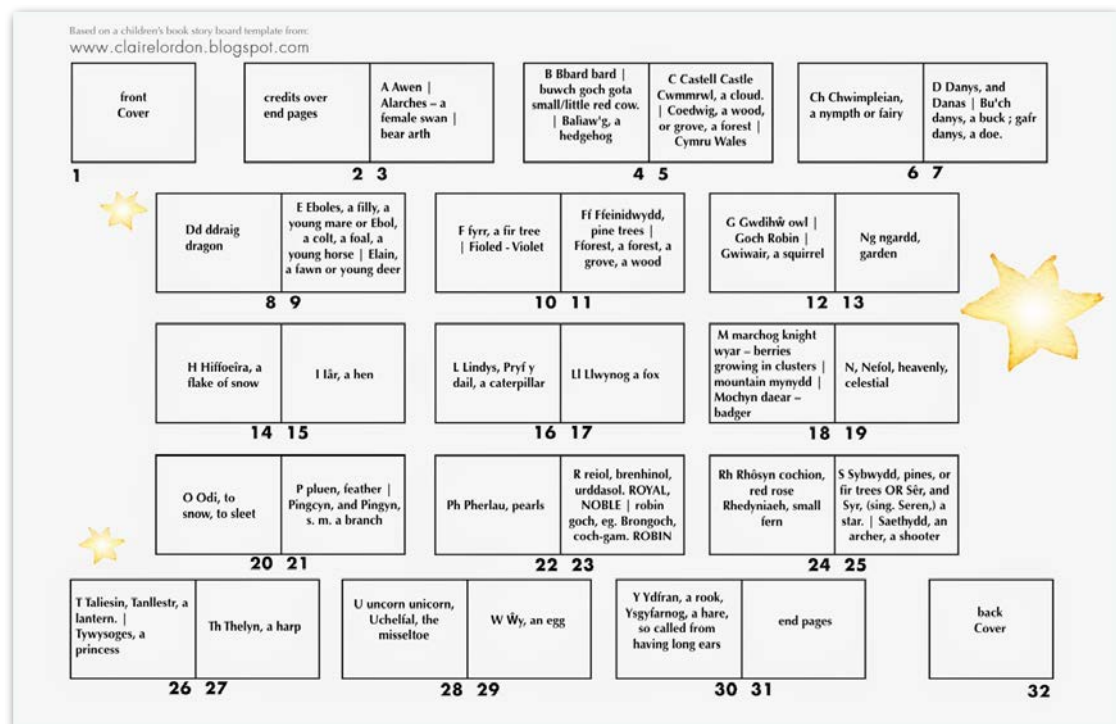 Based on a children's book story board template from:
www.clairelordon.blogspot.com
front
Cover
1
credits over
end pages
2
A Awen |
Alarches – a
female swan |
bear arth
3
B Bbard bard |
buwch goch gota
small/little red cow.
| Baliaw'g, a
hedgehog
4
C Castell Castle
Cwmmrwl, a cloud.
| Coedwig, a wood,
or grove, a forest |
Cymru Wales
5
Ch Chwimpleian,
a nympth or fairy
6
D Danys, and
Danas | Bu'ch
danys, a buck ; gafr
danys, a doe.
7
Dd ddraig
dragon
8
E Eboles, a filly, a
young mare or Ebol,
a colt, a foal, a
young horse | Elain,
a fawn or young deer
9
F fyrr, a fir tree
| Fioled - Violet
10
Ff Ffeinidwydd,
pine trees |
Fforest, a forest, a
grove, a wood
11
G Gwdihŵ owl |
Goch Robin |
Gwiwair, a squirrel
12
Ng ngardd,
garden
13
H Hiffoeira, a
flake of snow
14
I Iâr, a hen
15
L Lindys, Pryf y
dail, a caterpillar
16
Ll Llwynog a fox
17
M marchog knight
wyar – berries
growing in clusters |
mountain mynydd |
Mochyn daear –
badger
18
N, Nefol, heavenly,
celestial
19
O Odi, to
snow, to sleet
20
P pluen, feather |
Pingcyn, and Pingyn,
s. m. a branch
21
Ph Pherlau, pearls
22
R reiol, brenhinol,
urddasol. ROYAL,
NOBLE | robin
goch, eg. Brongoch,
coch-gam. ROBIN
23
Rh Rhôsyn cochion,
red rose
Rhedyniaeh, small
fern
24
S Sybwydd, pines, or
fir trees OR Sêr, and
Syr, (sing. Seren,) a
star. | Saethydd, an
archer, a shooter
25
T Taliesin, Tanllestr, a
lantern. |
Tywysoges, a
princess
26
Th Thelyn, a harp
27
U uncorn unicorn,
Uchelfal, the
misseltoe
28
W Ŵy, an egg
29
Y Ydfran, a rook,
Ysgyfarnog, a hare,
so called from
having long ears
30
end pages
31
back
Cover
32